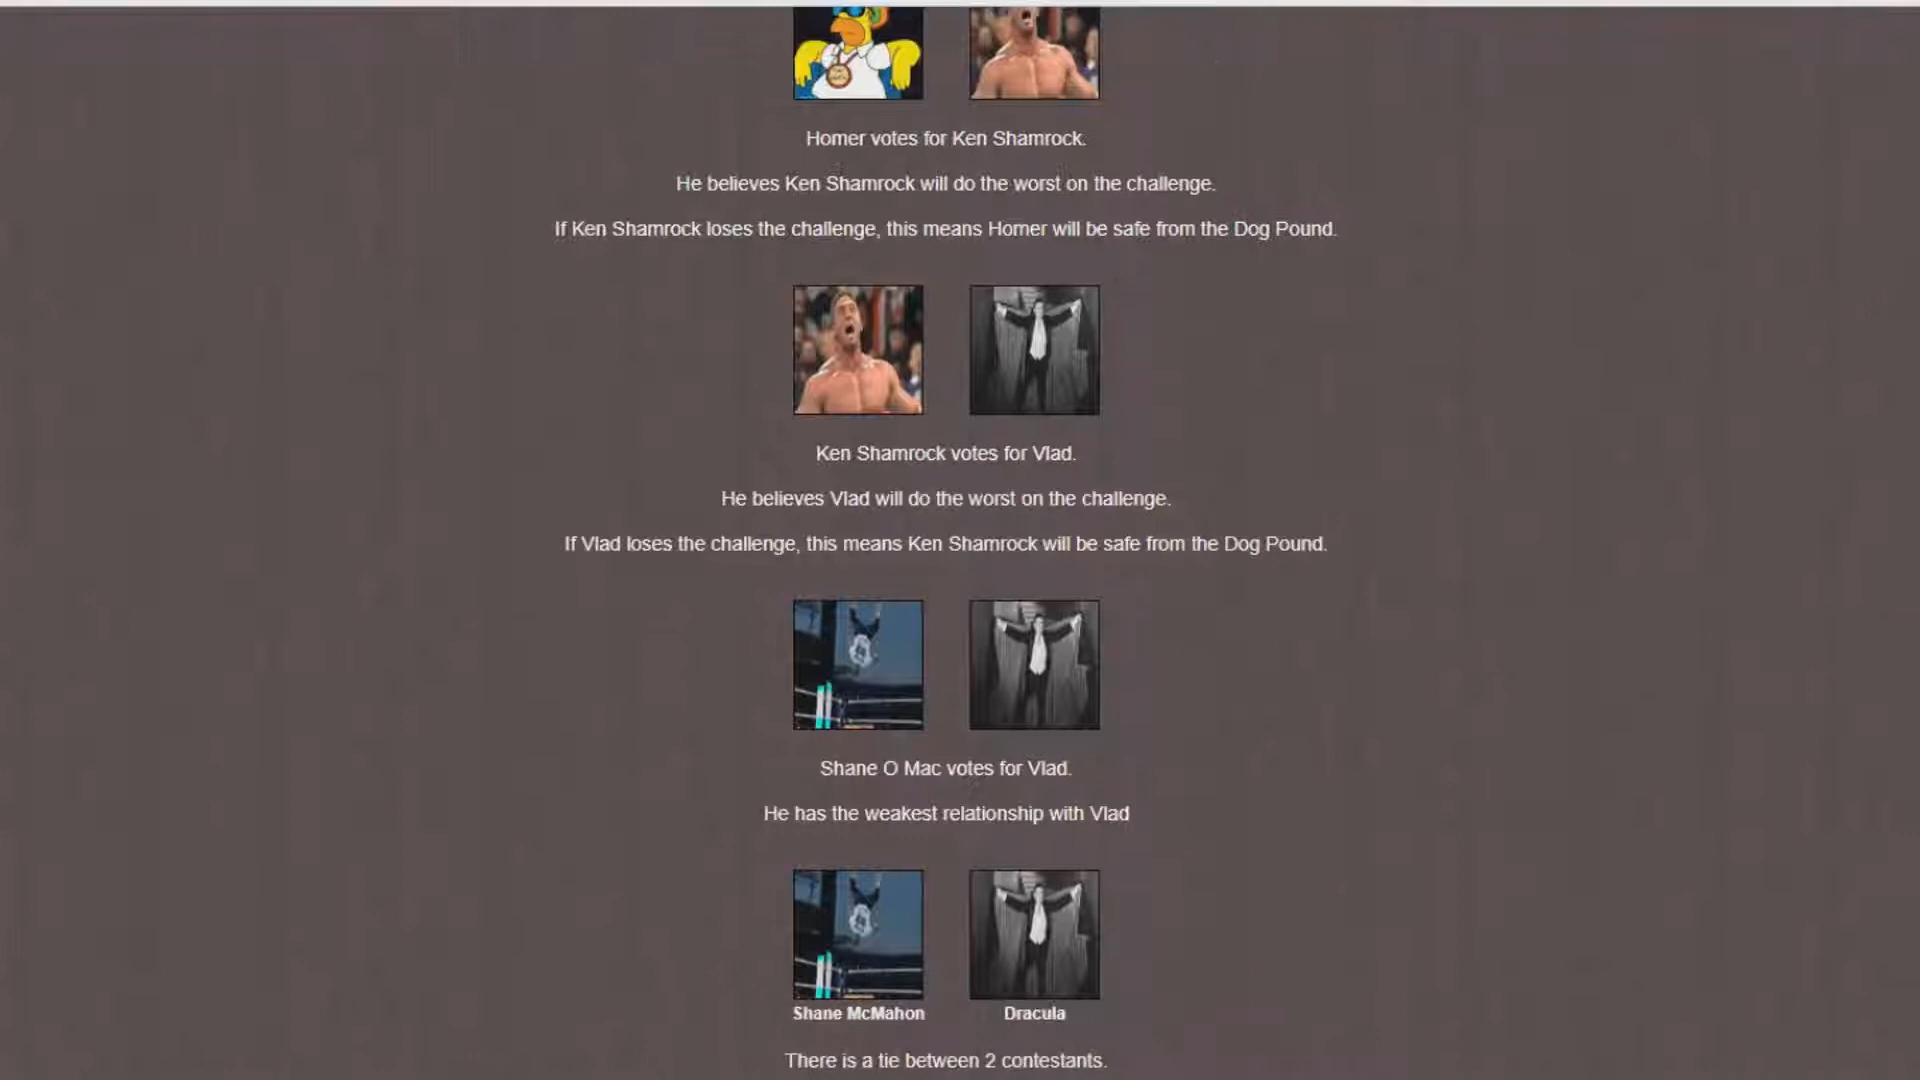 Homer votes for Ken Shamrock.
He believes Ken Shamrock will do the worst on the challenge.
If Ken Shamrock loses the challenge, this means Homer will be safe from the Dog Pound.
Ken Shamrock votes for Vlad.
He believes Vlad will do the worst on the challenge.
If Vlad loses the challenge, this means Ken Shamrock will be safe from the Dog Pound.
Shane O Mac votes for Vlad.
He has the weakest relationship with Vlad
Shane McMahon
Dracula
There is a tie between 2 contestants.